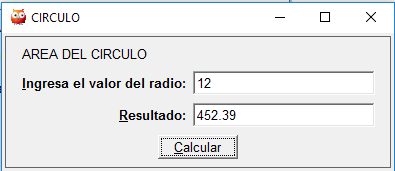 CIRCULO
AREA DEL CIRCULO
Ingresa el valor del radio: 12
Resultado: 452.39
Calcular